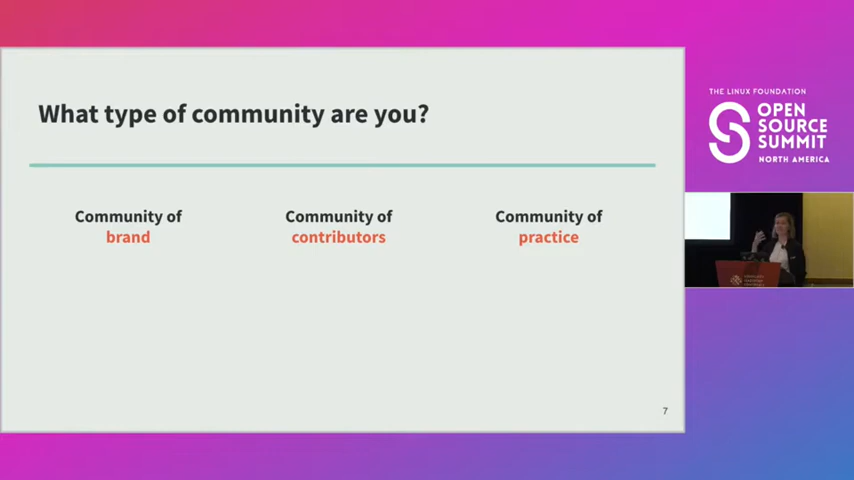 What type of community are you?
Community of
brand
Community of
contributors
Community of
practice
7
THE LINUX FOUNDATION
OPEN
SOURCE
SUMMIT
NORTH AMERICA